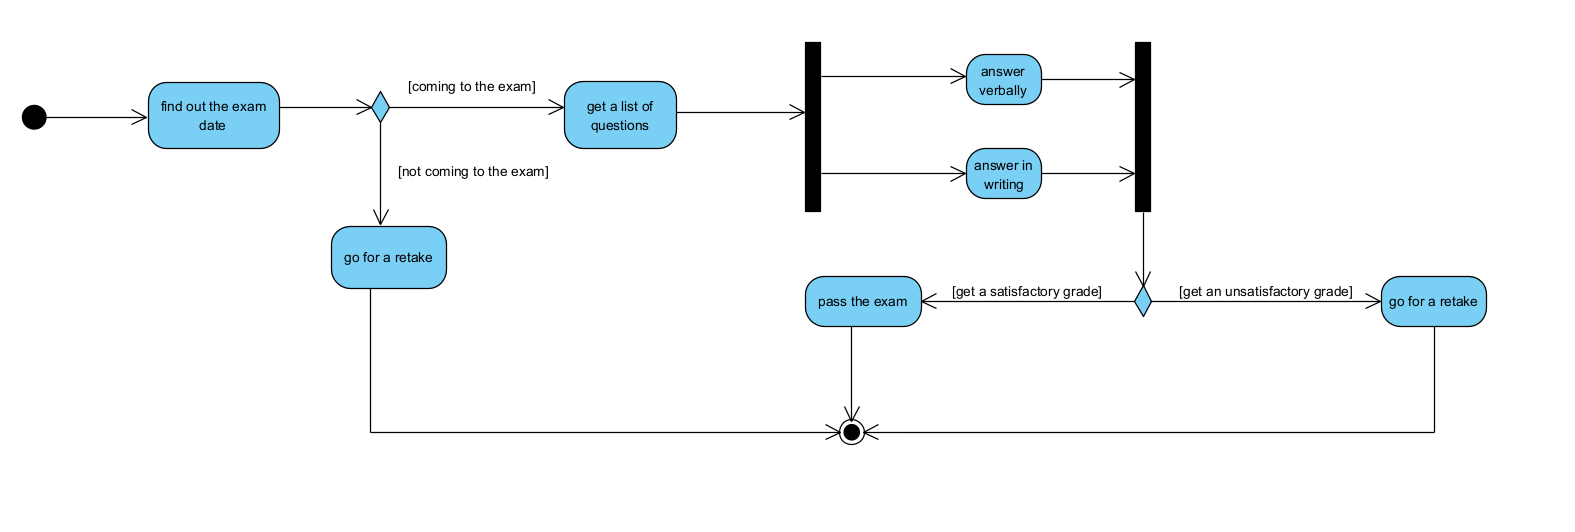 find out the exam
date
[coming to the exam]
get a list of
questions
answer
verbally
[not coming to the exam]
answer in
writing
go for a retake
pass the exam
[get a satisfactory grade]
[get an unsatisfactory grade]
go for a retake